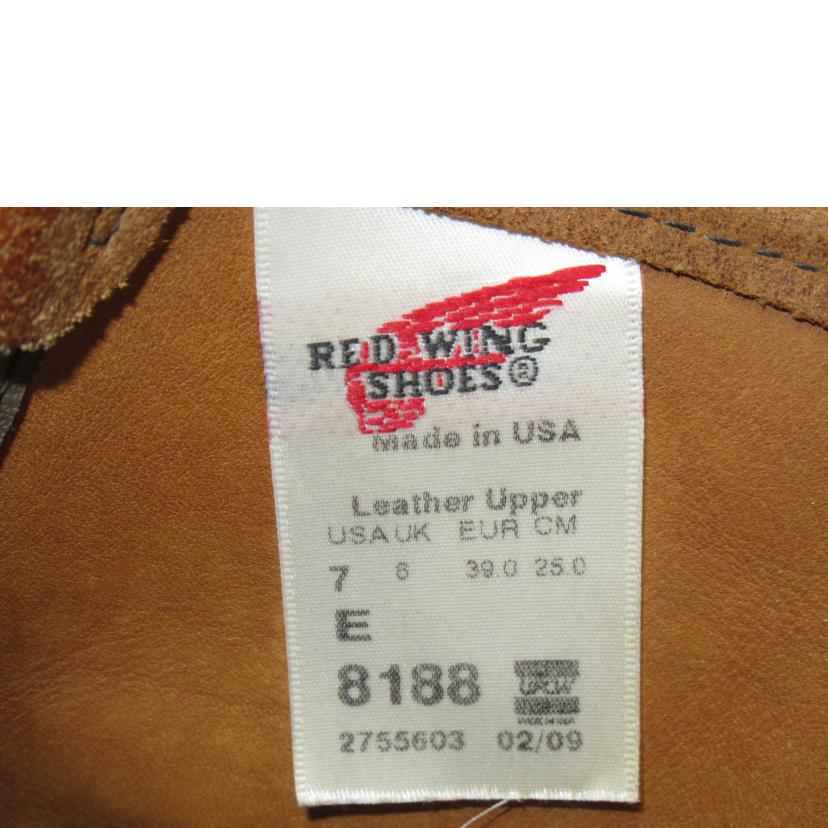 RED WING
SHOES®
Made in USA
Leather Upper
USA UK EUR CM
7 6 39.0 25.0
E
8188
UFCW
MADE IN USA
2755603 02/09